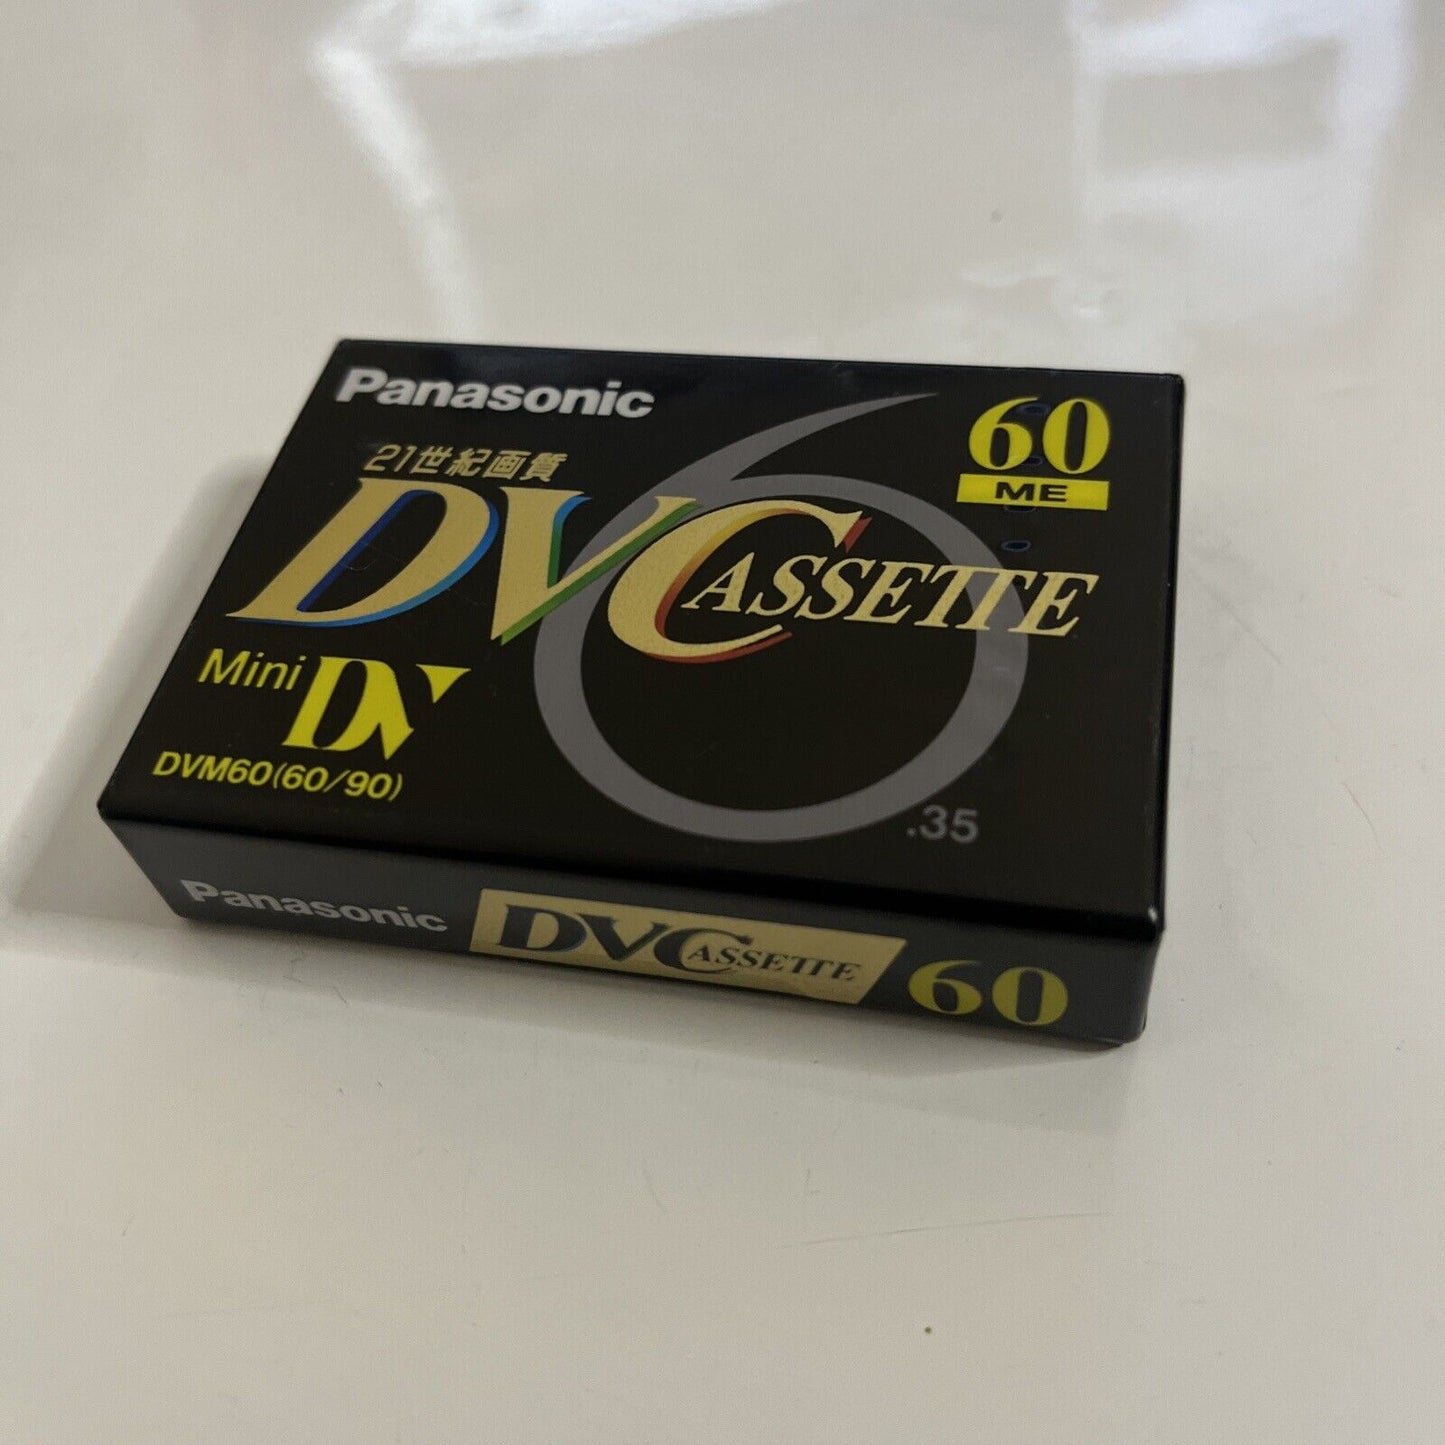 Panasonic
60
ME
21世紀画質
DVCASSETTE
Mini DV
DVM60(60/90)
6.35
Panasonic DVCASSETTE 60